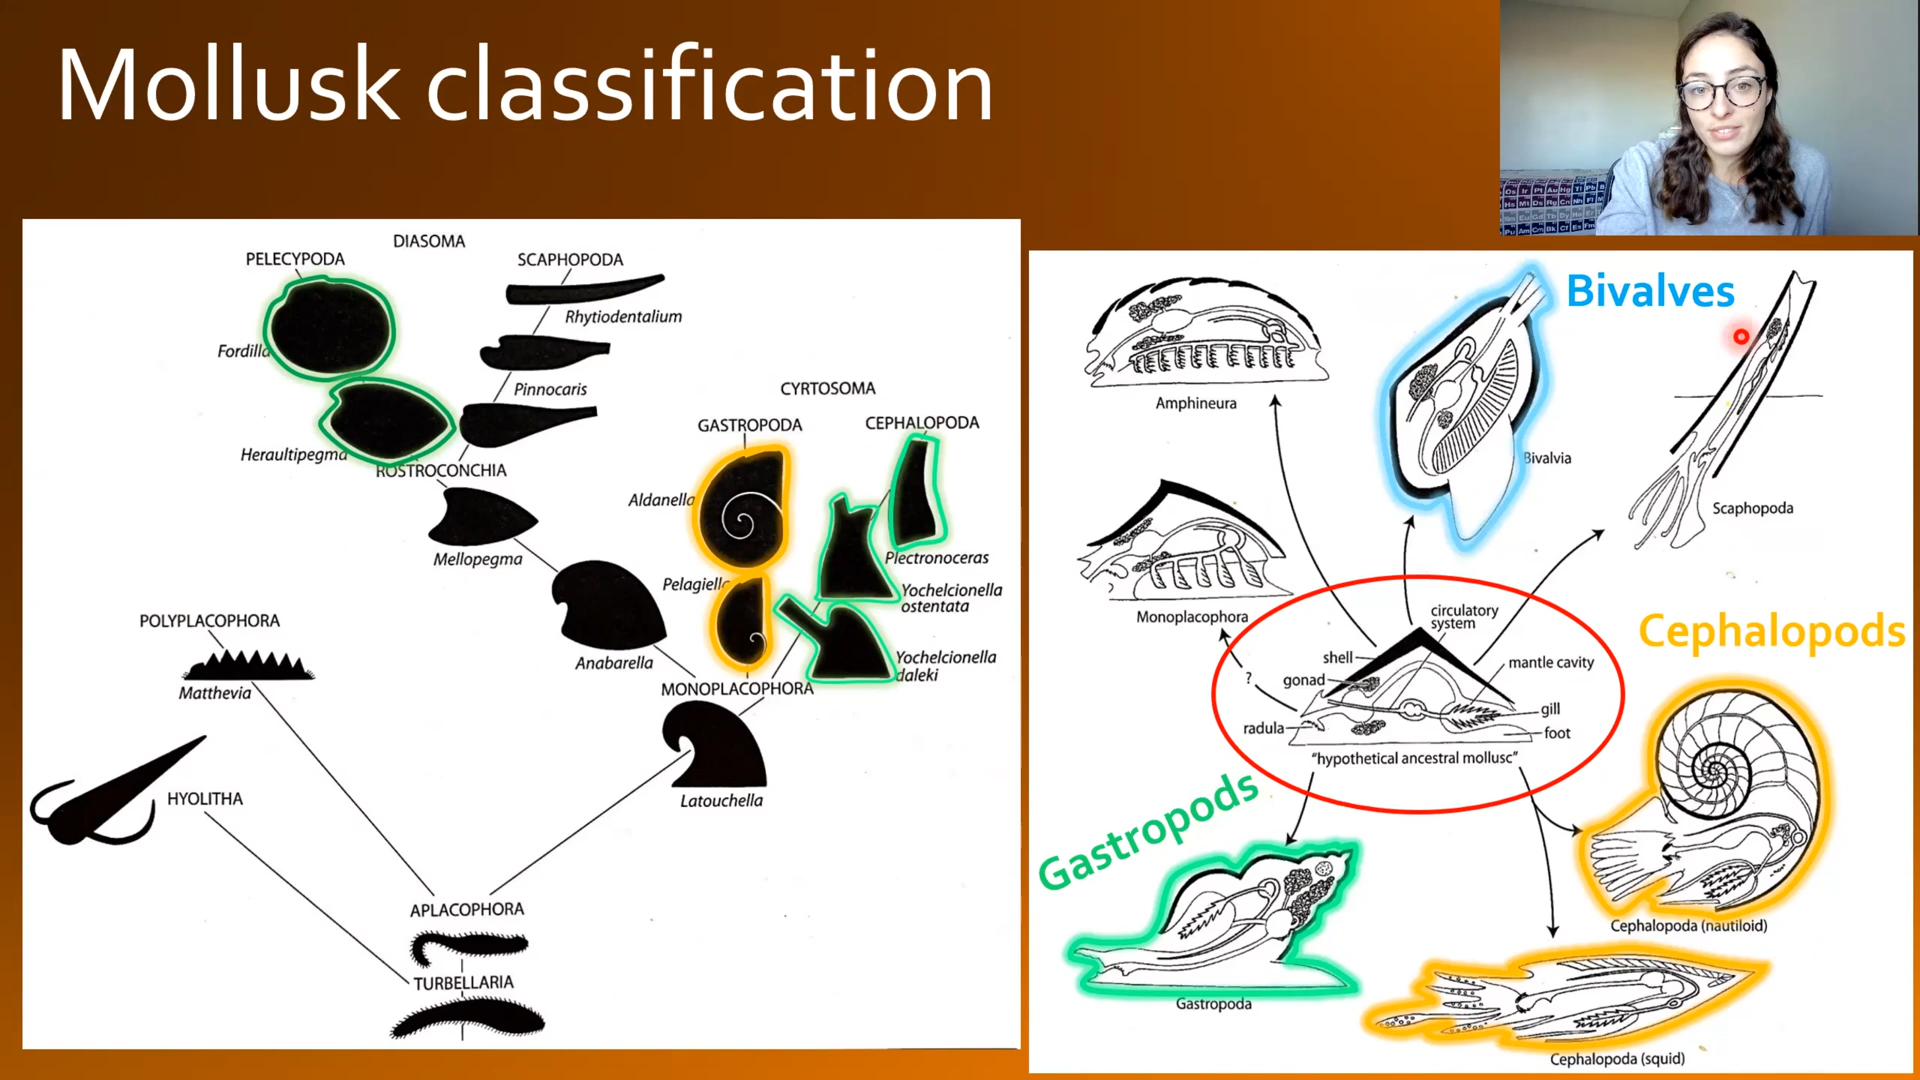 Mollusk classification
DIASOMA
PELECYPODA
SCAPHOPODA
Rhytiodentalium
Fordilla
Pinnocaris
CYRTOSOMA
GASTROPODA
CEPHALOPODA
Heraultipegma
ROSTROCONCHIA
Aldanella
Mellopegma
Plectronoceras
Pelagiella
Yochelcionella
ostentata
POLYPLACOPHORA
Anabarella
Yochelcionella
daleki
Matthevia
MONOPLACOPHORA
HYOLITHA
Latouchella
APLACOPHORA
TURBELLARIA
Bivalves
Amphineura
Bivalvia
Scaphopoda
Monoplacophora
circulatory
system
Cephalopods
shell
mantle cavity
?
gonad
gill
radula
foot
"hypothetical ancestral mollusc"
Gastropods
Cephalopoda (nautiloid)
Gastropoda
Cephalopoda (squid)